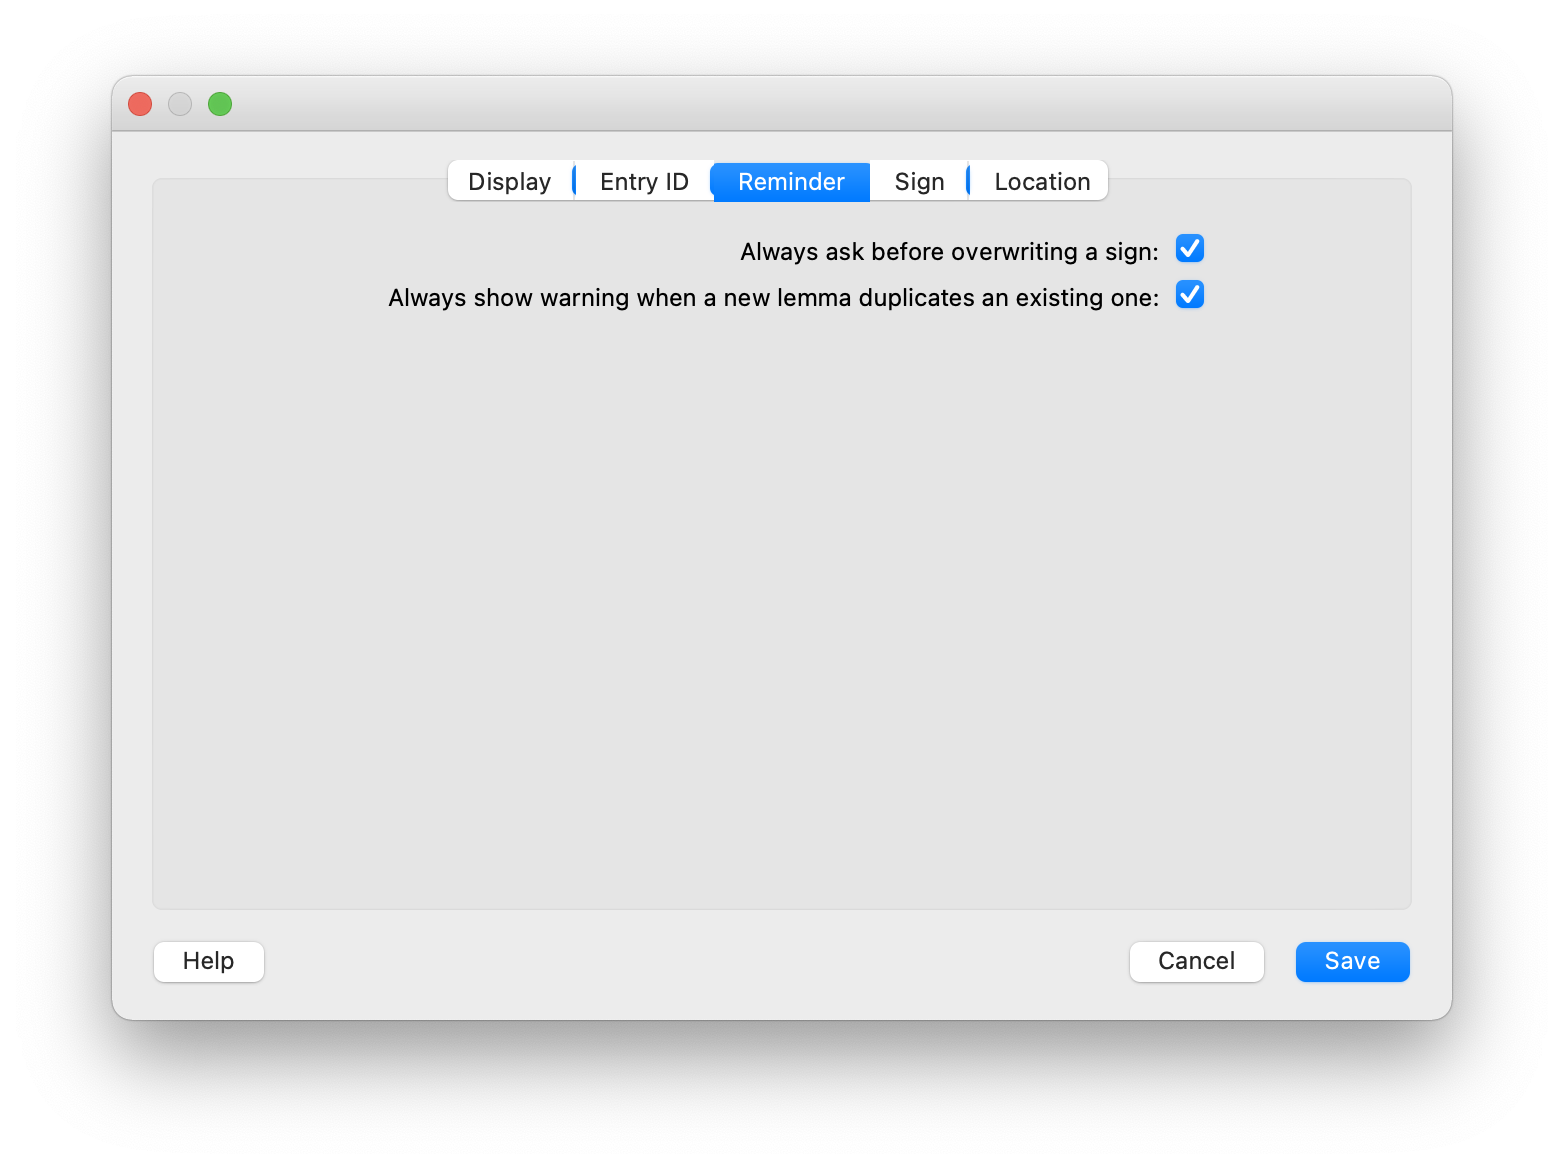 Display Entry ID Reminder Sign Location
Always ask before overwriting a sign:
Always show warning when a new lemma duplicates an existing one:
Help Cancel Save